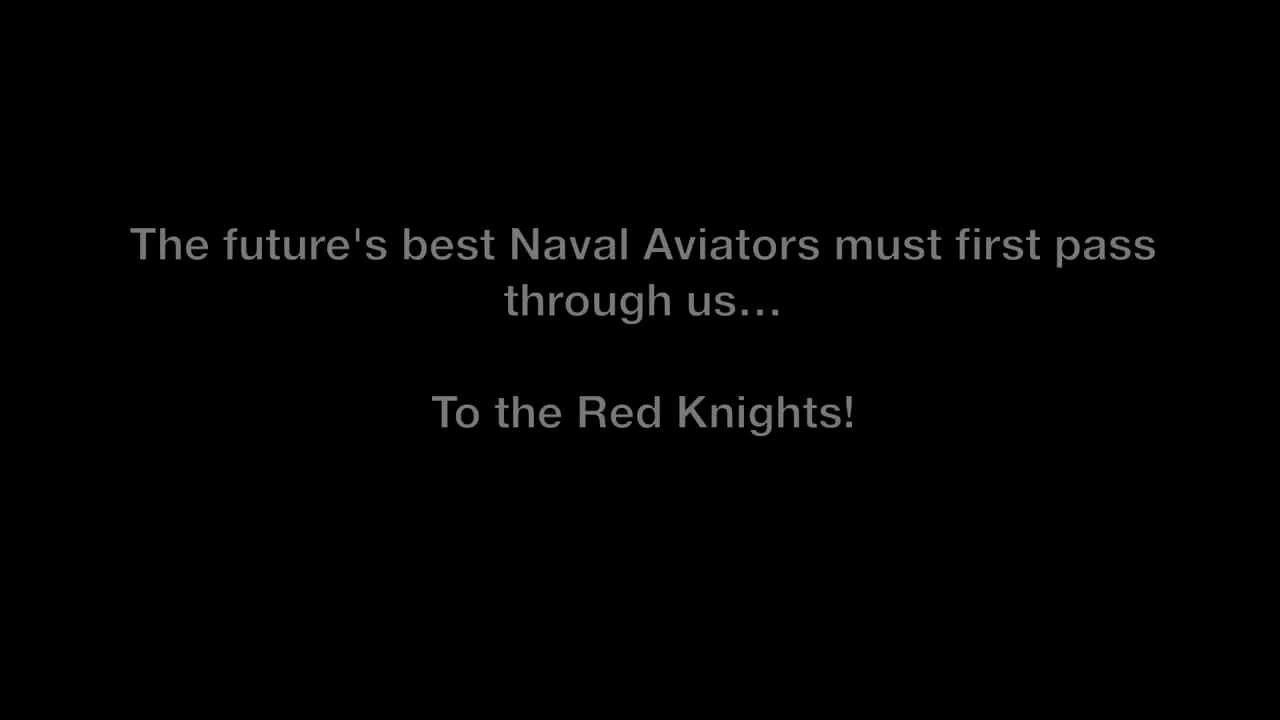 The future's best Naval Aviators must first pass
through us...
To the Red Knights!